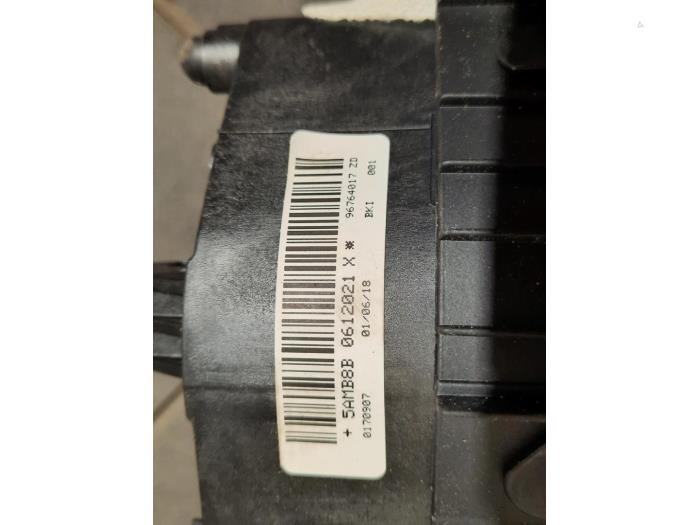 + 5AMB8B 0612021 X ※
96764017 ZD
0170907 01/06/18 BKI 001